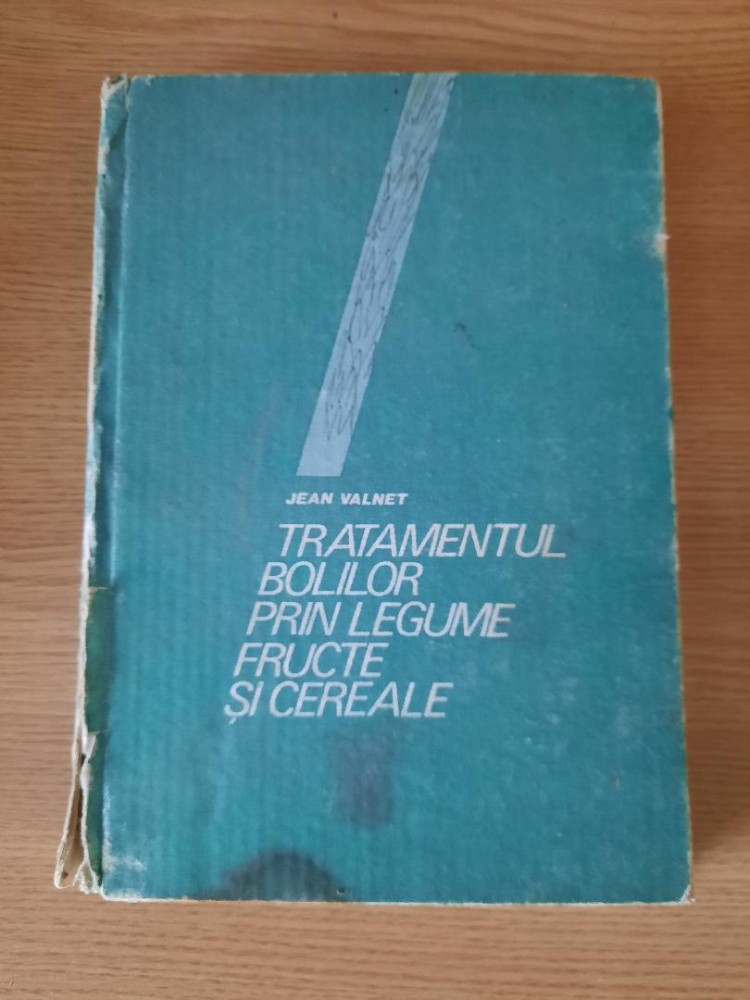 JEAN VALNET
TRATAMENTUL
BOLILOR
PRIN LEGUME
FRUCTE
ȘI CEREALE